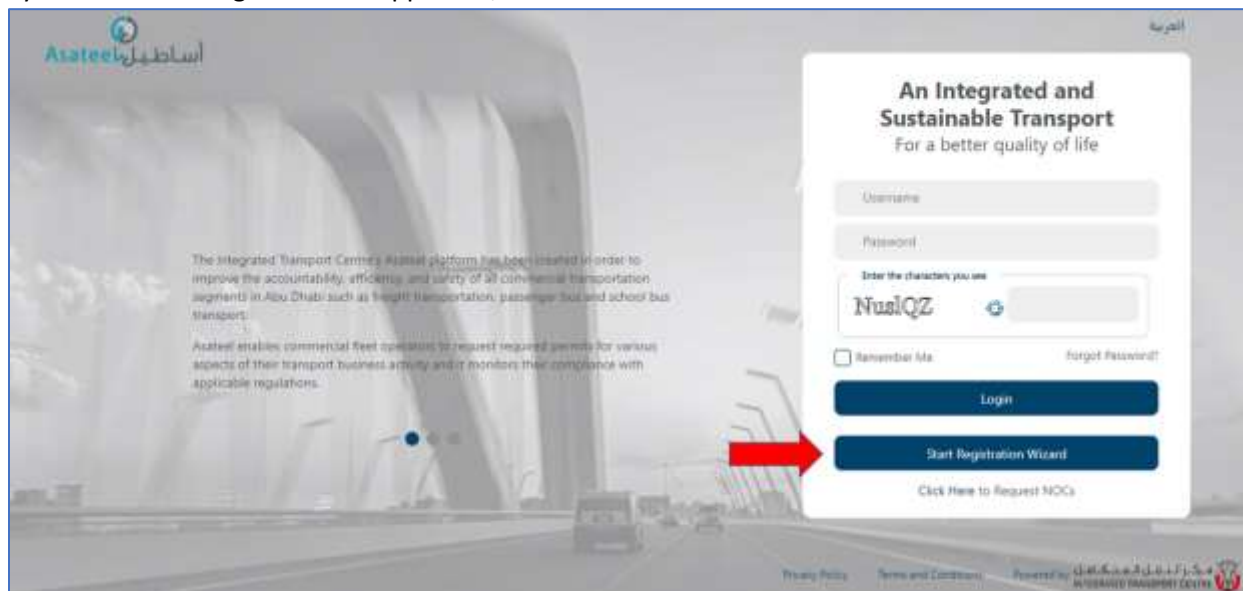 أساطيل Asateel
العربية
An Integrated and
Sustainable Transport
For a better quality of life
Username
Password
Enter the characters you see
NuslQZ
Remember Me
Forgot Password?
Login
Start Registration Wizard
Click Here to Request NOCs
The Integrated Transport Centre's Asateel platform has been created in order to
improve the accountability, efficiency, and safety of all commercial transportation
segments in Abu Dhabi such as freight transportation, passenger bus and school bus
transport.
Asateel enables commercial fleet operators to request required permits for various
aspects of their transport business activity and it monitors their compliance with
applicable regulations.
Privacy Policy
Terms and Conditions
Powered by
مركز النقل المتكامل
INTEGRATED TRANSPORT CENTRE